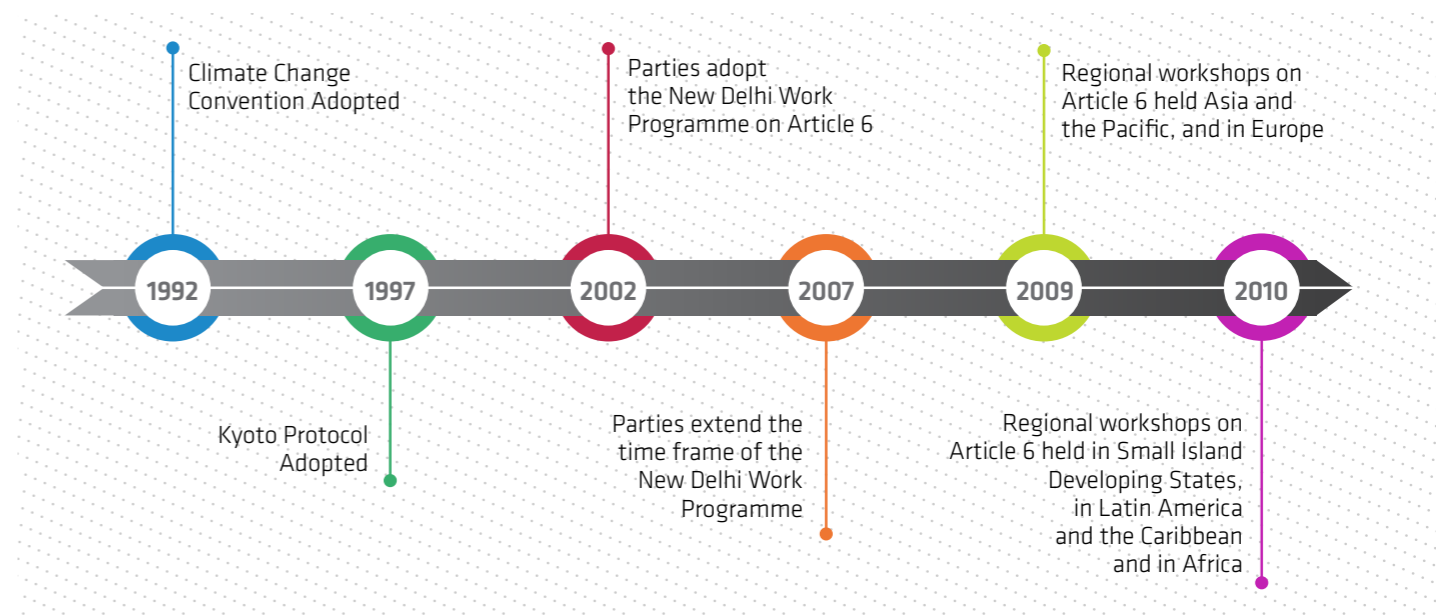 Climate Change
Convention Adopted
Parties adopt
the New Delhi Work
Programme on Article 6
Regional workshops on
Article 6 held Asia and
the Pacific, and in Europe
1992
1997
2002
2007
2009
2010
Kyoto Protocol
Adopted
Parties extend the
time frame of the
New Delhi Work
Programme
Regional workshops on
Article 6 held in Small Island
Developing States,
in Latin America
and the Caribbean
and in Africa